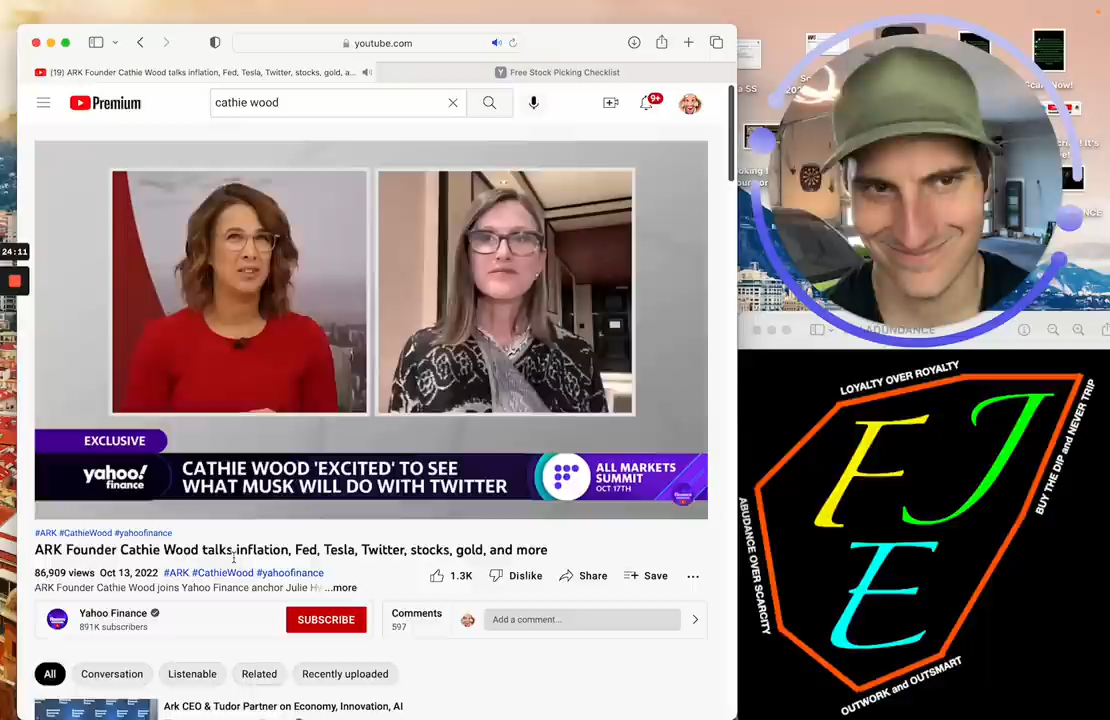 youtube.com
(19) ARK Founder Cathie Wood talks inflation, Fed, Tesla, Twitter, stocks, gold, a...
Free Stock Picking Checklist
Premium
cathie wood
9+
24:11
EXCLUSIVE
yahoo!
finance
CATHIE WOOD 'EXCITED' TO SEE
WHAT MUSK WILL DO WITH TWITTER
ALL MARKETS
SUMMIT
OCT 17TH
#ARK #CathieWood #yahoofinance
ARK Founder Cathie Wood talks inflation, Fed, Tesla, Twitter, stocks, gold, and more
86,909 views Oct 13, 2022 #ARK #CathieWood #yahoofinance
ARK Founder Cathie Wood joins Yahoo Finance anchor Julie ...more
1.3K
Dislike
Share
Save
Yahoo Finance
891K subscribers
SUBSCRIBE
Comments
597
Add a comment...
All
Conversation
Listenable
Related
Recently uploaded
Ark CEO & Tudor Partner on Economy, Innovation, AI
LOYALTY OVER ROYALTY
BUY THE DIP and NEVER TRIP
ABUDANCE OVER SCARCITY
OUTWORK and OUTSMART
F J
E